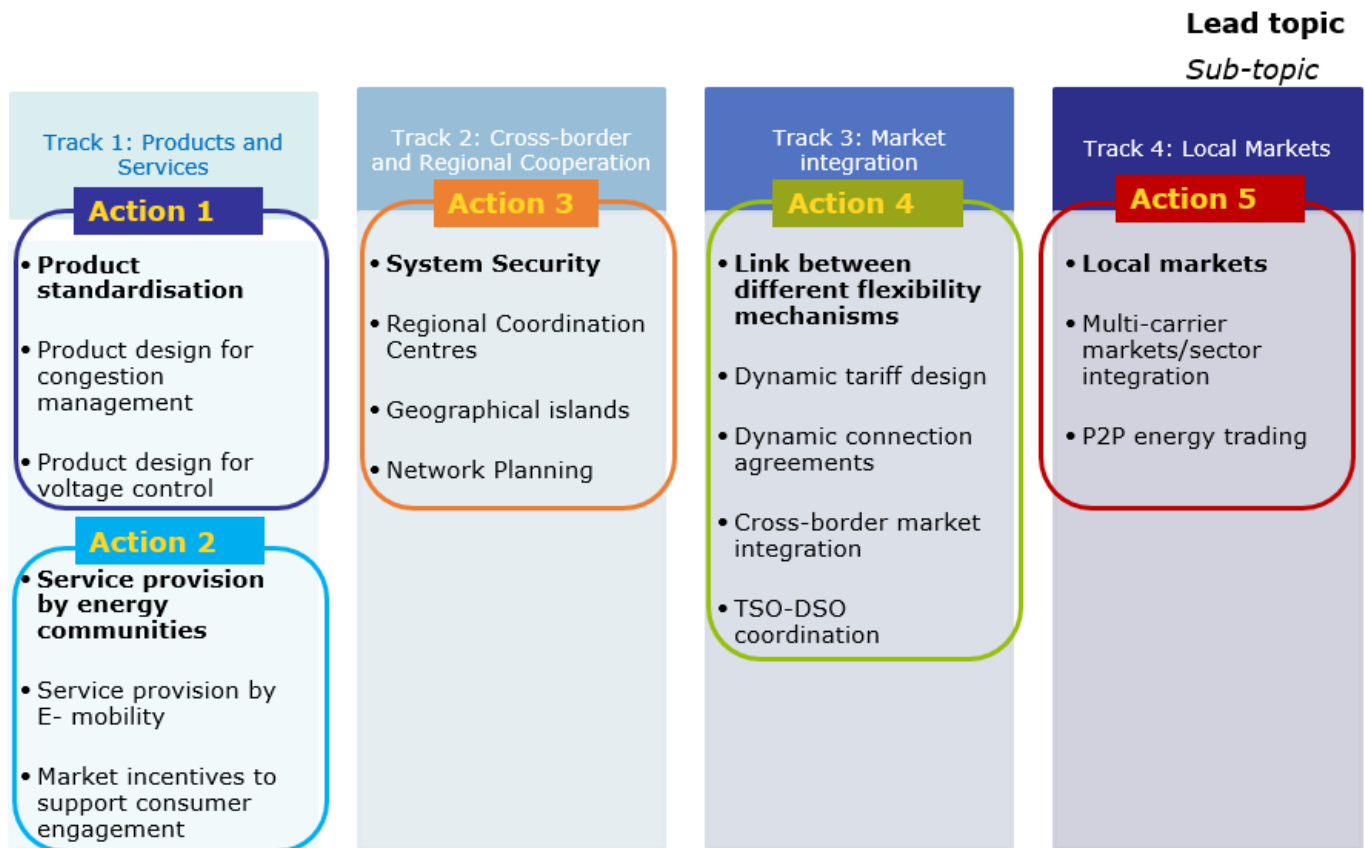 Lead topic
Sub-topic
Track 1: Products and
Services
Action 1
• Product
standardisation
• Product design for
congestion
management
• Product design for
voltage control
Action 2
• Service provision
by energy
communities
• Service provision by
E- mobility
• Market incentives to
support consumer
engagement
Track 2: Cross-border
and Regional Cooperation
Action 3
• System Security
• Regional Coordination
Centres
• Geographical islands
• Network Planning
Track 3: Market
integration
Action 4
• Link between
different flexibility
mechanisms
• Dynamic tariff design
• Dynamic connection
agreements
• Cross-border market
integration
• TSO-DSO
coordination
Track 4: Local Markets
Action 5
• Local markets
• Multi-carrier
markets/sector
integration
• P2P energy trading